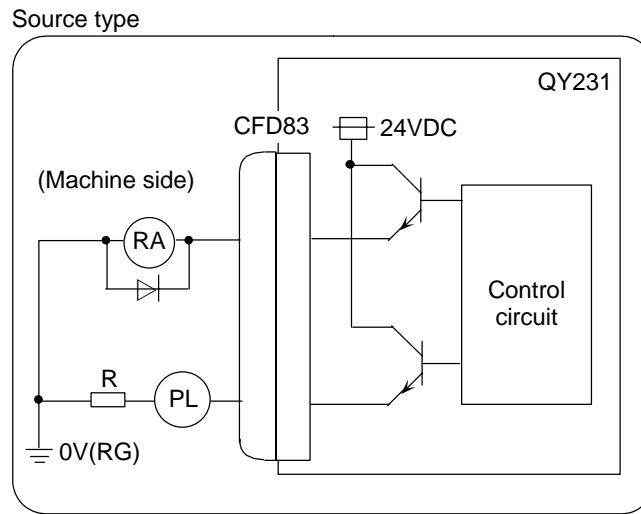 Source type
QY231
CFD83
24VDC
(Machine side)
RA
Control
circuit
R
PL
0V(RG)